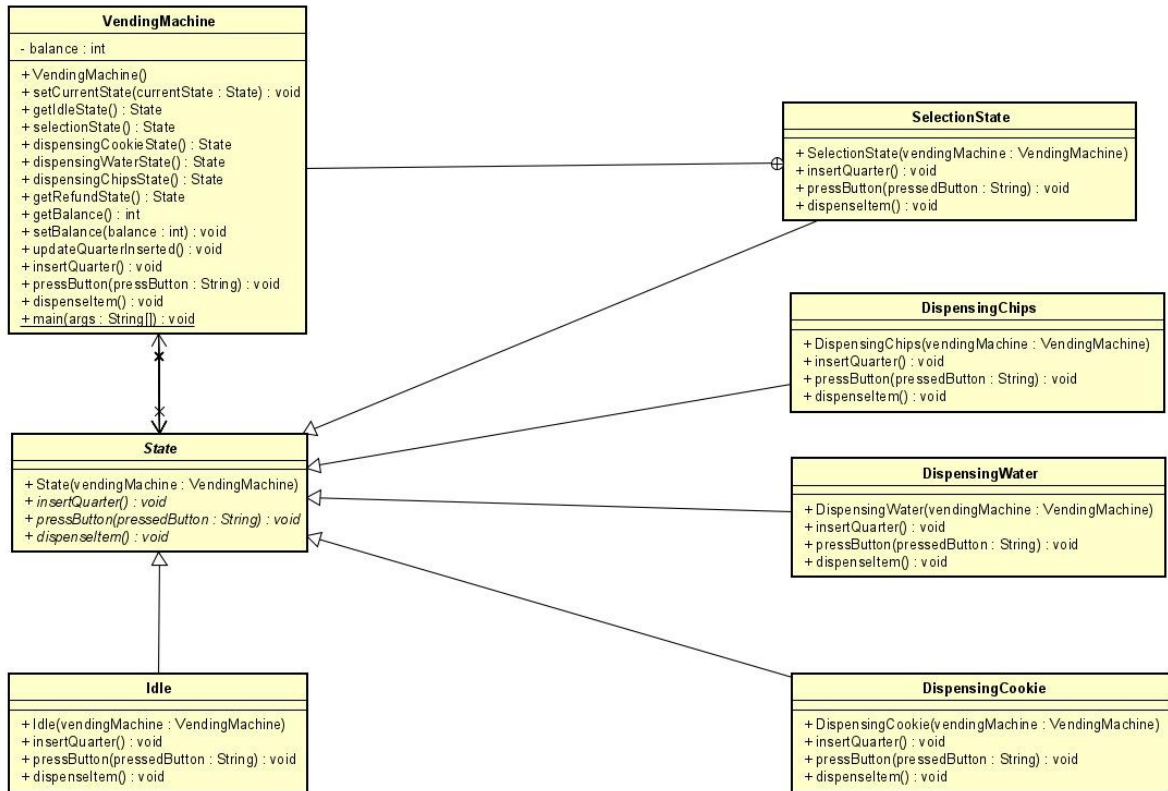 VendingMachine
- balance : int
+ VendingMachine()
+ setCurrentState(currentState : State) : void
+ getIdleState() : State
+ selectionState() : State
+ dispensingCookieState() : State
+ dispensingWaterState() : State
+ dispensingChipsState() : State
+ getRefundState() : State
+ getBalance() : int
+ setBalance(balance : int) : void
+ updateQuarterInserted() : void
+ insertQuarter() : void
+ pressButton(pressButton : String) : void
+ dispenseItem() : void
+ main(args : String[]) : void
SelectionState
+ SelectionState(vendingMachine : VendingMachine)
+ insertQuarter() : void
+ pressButton(pressedButton : String) : void
+ dispenseItem() : void
DispensingChips
+ DispensingChips(vendingMachine : VendingMachine)
+ insertQuarter() : void
+ pressButton(pressedButton : String) : void
+ dispenseItem() : void
State
+ State(vendingMachine : VendingMachine)
+ insertQuarter() : void
+ pressButton(pressedButton : String) : void
+ dispenseItem() : void
DispensingWater
+ DispensingWater(vendingMachine : VendingMachine)
+ insertQuarter() : void
+ pressButton(pressedButton : String) : void
+ dispenseItem() : void
Idle
+ Idle(vendingMachine : VendingMachine)
+ insertQuarter() : void
+ pressButton(pressedButton : String) : void
+ dispenseItem() : void
DispensingCookie
+ DispensingCookie(vendingMachine : VendingMachine)
+ insertQuarter() : void
+ pressButton(pressedButton : String) : void
+ dispenseItem() : void